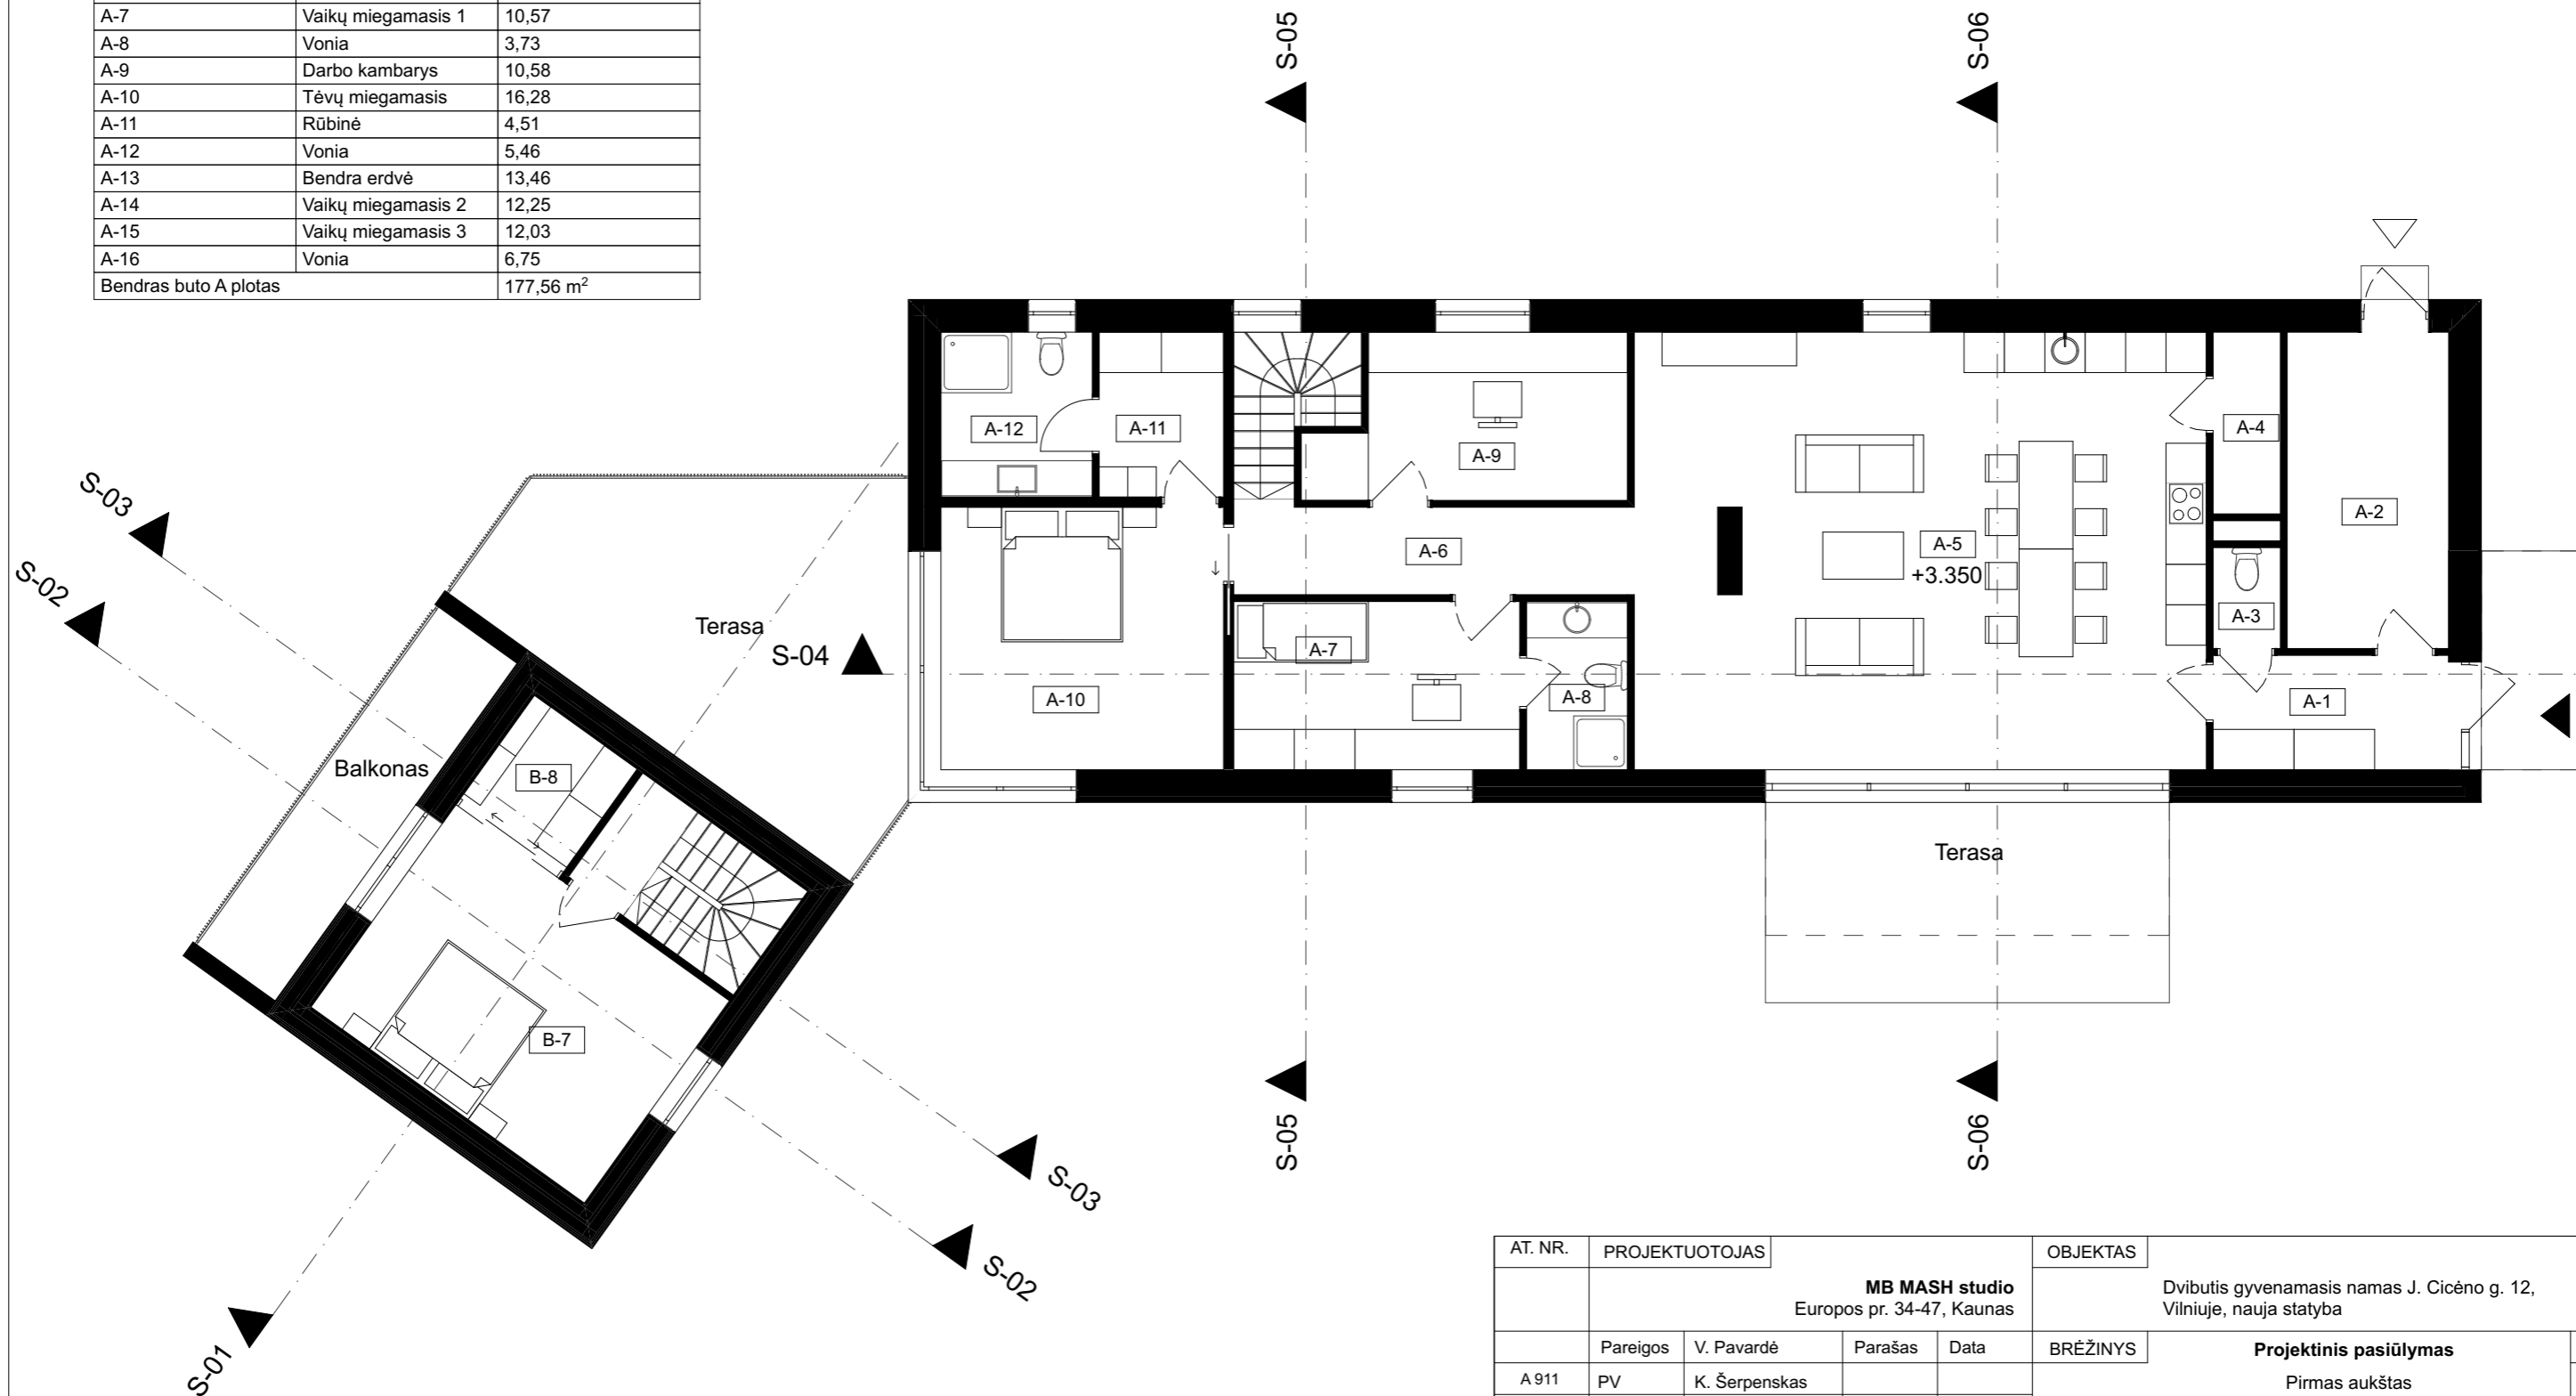 A-7 Vaikų miegamasis 1 10,57
A-8 Vonia 3,73
A-9 Darbo kambarys 10,58
A-10 Tėvų miegamasis 16,28
A-11 Rūbinė 4,51
A-12 Vonia 5,46
A-13 Bendra erdvė 13,46
A-14 Vaikų miegamasis 2 12,25
A-15 Vaikų miegamasis 3 12,03
A-16 Vonia 6,75
Bendras buto A plotas 177,56 m²
S-05
S-06
A-12
A-11
A-9
A-4
A-2
A-6
A-5
+3.350
A-3
A-7
A-8
A-10
A-1
S-03
S-02
Terasa
S-04
Balkonas
B-8
Terasa
B-7
S-05
S-06
S-03
S-02
S-01
AT. NR. PROJEKTUOTOJAS OBJEKTAS
MB MASH studio
Europos pr. 34-47, Kaunas
Dvibutis gyvenamasis namas J. Cicėno g. 12,
Vilniuje, nauja statyba
Pareigos V. Pavardė Parašas Data BRĖŽINYS Projektinis pasiūlymas
A 911 PV K. Šerpenskas Pirmas aukštas